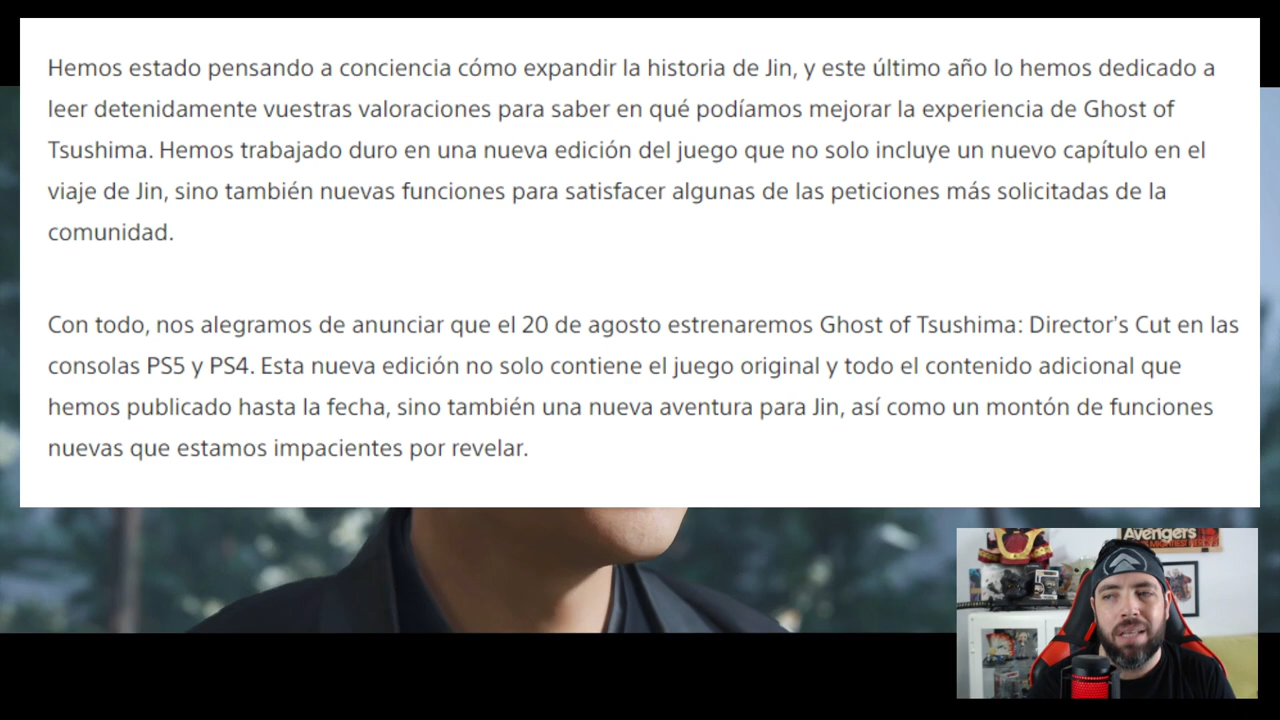 Hemos estado pensando a conciencia cómo expandir la historia de Jin, y este último año lo hemos dedicado a
leer detenidamente vuestras valoraciones para saber en qué podíamos mejorar la experiencia de Ghost of
Tsushima. Hemos trabajado duro en una nueva edición del juego que no solo incluye un nuevo capítulo en el
viaje de Jin, sino también nuevas funciones para satisfacer algunas de las peticiones más solicitadas de la
comunidad.
Con todo, nos alegramos de anunciar que el 20 de agosto estrenaremos Ghost of Tsushima: Director’s Cut en las
consolas PS5 y PS4. Esta nueva edición no solo contiene el juego original y todo el contenido adicional que
hemos publicado hasta la fecha, sino también una nueva aventura para Jin, así como un montón de funciones
nuevas que estamos impacientes por revelar.
Avengers